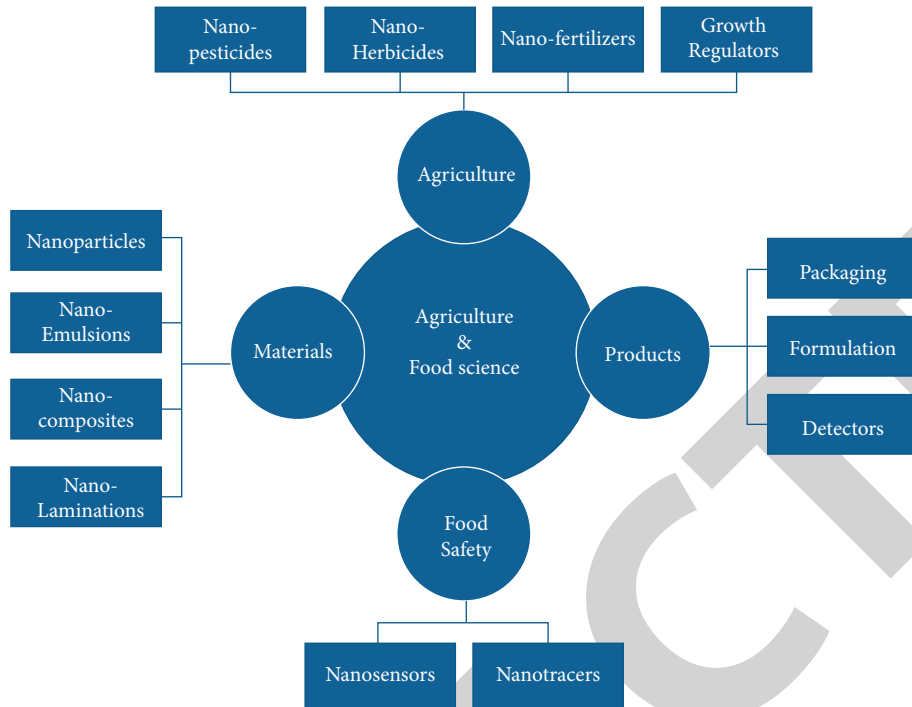 Nano-
pesticides
Nano-
Herbicides
Nano-fertilizers
Growth
Regulators
Agriculture
Nanoparticles
Nano-
Emulsions
Nano-
composites
Nano-
Laminations
Materials
Agriculture
&
Food science
Products
Packaging
Formulation
Detectors
Food
Safety
Nanosensors
Nanotracers